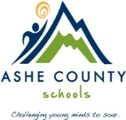 ASHE COUNTY
schools
Challenging young minds to soar.